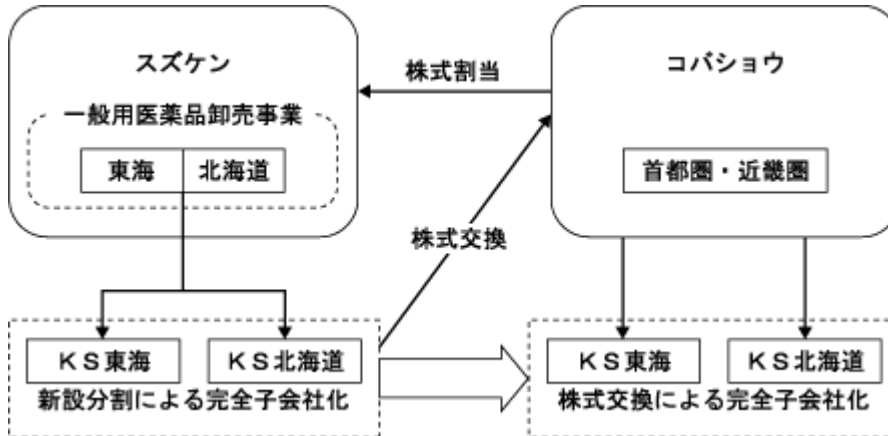 スズケン
コバショウ
株式割当
一般用医薬品卸売事業
東海
北海道
首都圏・近畿圏
株式交換
KS東海
KS北海道
新設分割による完全子会社化
KS東海
KS北海道
株式交換による完全子会社化